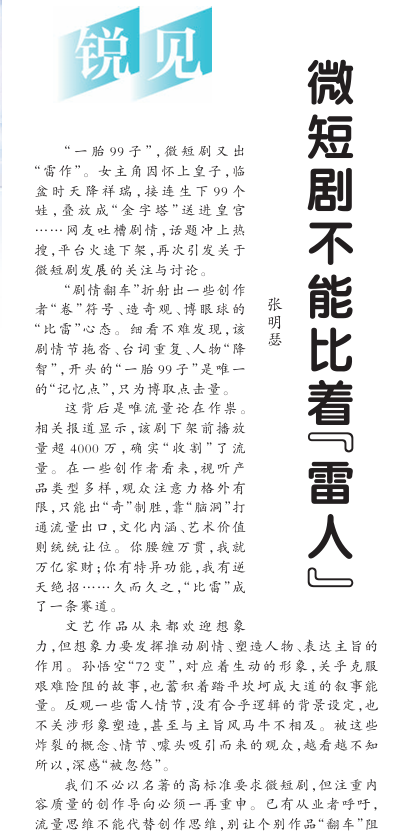 锐见
微短剧不能比着『雷人』
张明瑟
“一胎99子”，微短剧又出
“雷作”。女主角因怀上皇子，临
盆时天降祥瑞，接连生下99个
娃，叠放成“金字塔”送进皇宫
……网友吐槽剧情，话题冲上热
搜，平台火速下架，再次引发关于
微短剧发展的关注与讨论。
“剧情翻车”折射出一些创作
者“卷”符号、造奇观、博眼球的
“比雷”心态。细看不难发现，该
剧情节拖沓、台词重复、人物“降
智”，开头的“一胎99子”是唯一
的“记忆点”，只为博取点击量。
这背后是唯流量论在作祟。
相关报道显示，该剧下架前播放
量超4000万，确实“收割”了流
量。在一些创作者看来，视听产
品类型多样，观众注意力格外有
限，只能出“奇”制胜，靠“脑洞”打
通流量出口，文化内涵、艺术价值
则统统让位。你腰缠万贯，我就
万亿家财；你有特异功能，我有逆
天绝招……久而久之，“比雷”成
了一条赛道。
文艺作品从来都欢迎想象
力，但想象力要发挥推动剧情、塑造人物、表达主旨的
作用。孙悟空“72变”，对应着生动的形象，关乎克服
艰难险阻的故事，也蓄积着踏平坎坷成大道的叙事能
量。反观一些雷人情节，没有合乎逻辑的背景设定，也
不关涉形象塑造，甚至与主旨风马牛不相及。被这些
炸裂的概念、情节、噱头吸引而来的观众，越看越不知
所以，深感“被忽悠”。
我们不必以名著的高标准要求微短剧，但注重内
容质量的创作导向必须一再重申。已有从业者呼吁，
流量思维不能代替创作思维，别让个别作品“翻车”阻